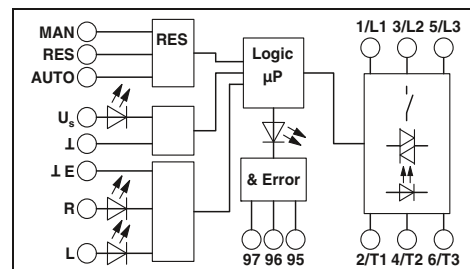 MAN
RES
AUTO
RES
Us
⊥
⊥ E
R
L
Logic
µP
& Error
97 96 95
1/L1 3/L2 5/L3
2/T1 4/T2 6/T3